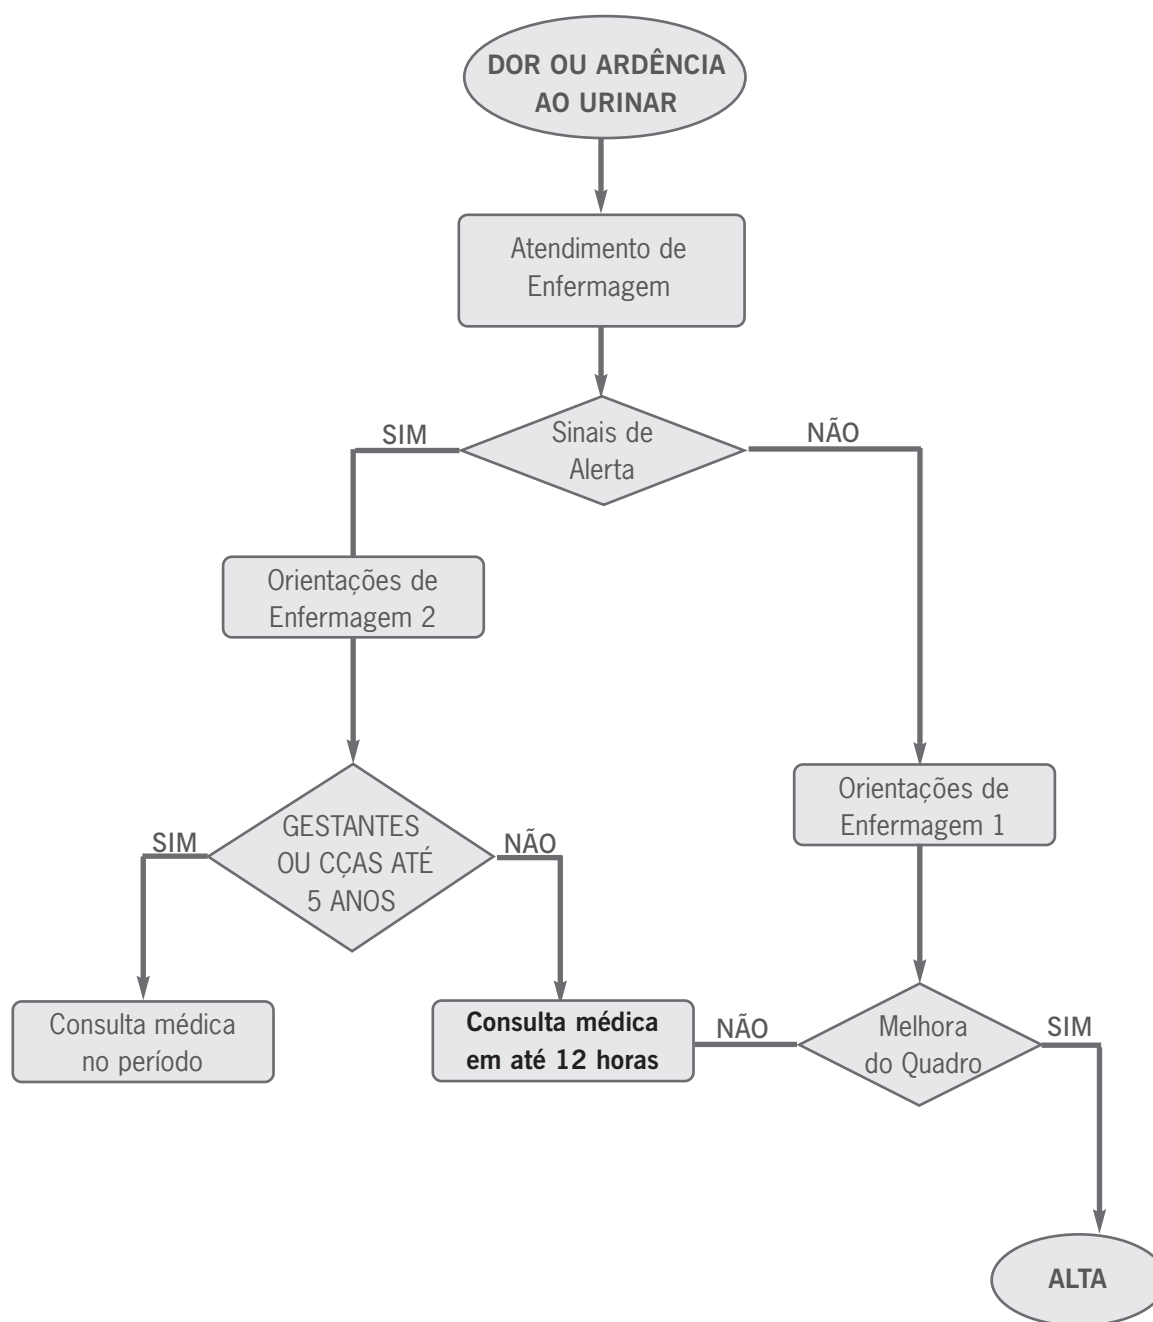 DOR OU ARDÊNCIA
AO URINAR
Atendimento de
Enfermagem
SIM
Sinais de
Alerta
NÃO
Orientações de
Enfermagem 2
Orientações de
Enfermagem 1
SIM
GESTANTES
OU CÇAS ATÉ
5 ANOS
NÃO
Consulta médica
no período
Consulta médica
em até 12 horas
NÃO
Melhora
do Quadro
SIM
ALTA